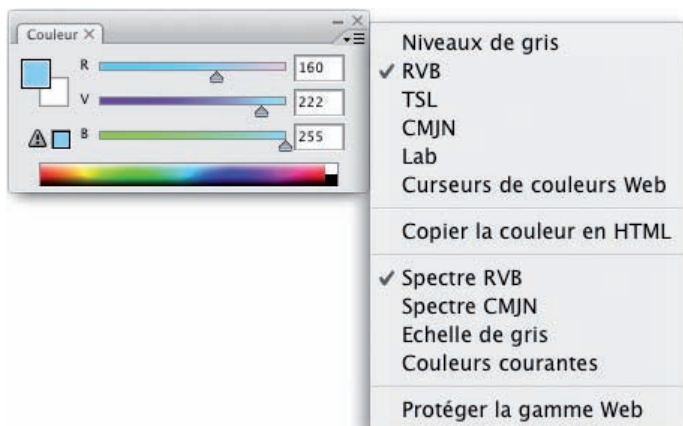 Couleur
R 160
V 222
B 255
Niveaux de gris
RVB
TSL
CMJN
Lab
Curseurs de couleurs Web
Copier la couleur en HTML
Spectre RVB
Spectre CMJN
Echelle de gris
Couleurs courantes
Protéger la gamme Web